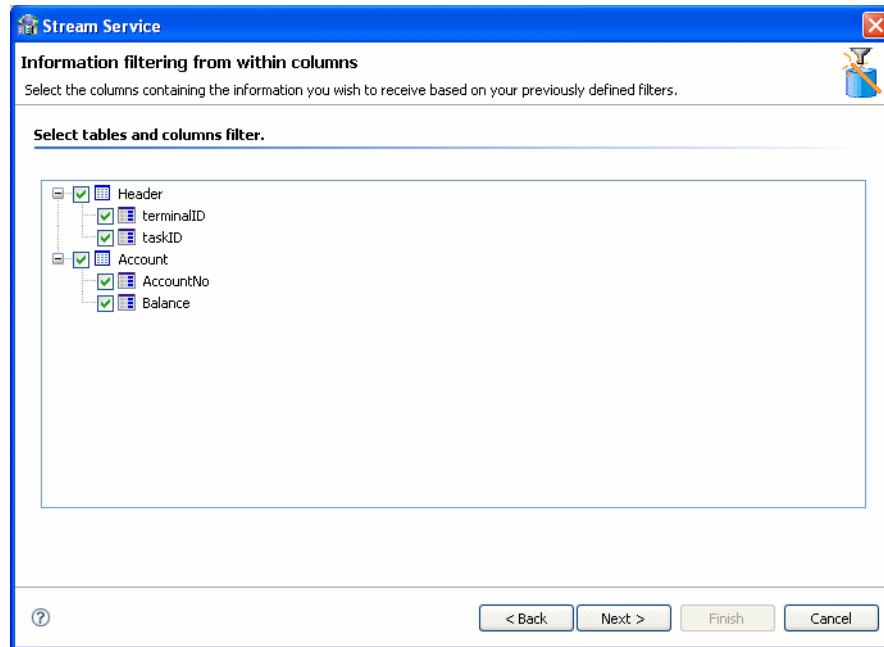 Stream Service
Information filtering from within columns
Select the columns containing the information you wish to receive based on your previously defined filters.
Select tables and columns filter.
Header
terminalID
taskID
Account
AccountNo
Balance
< Back Next > Finish Cancel